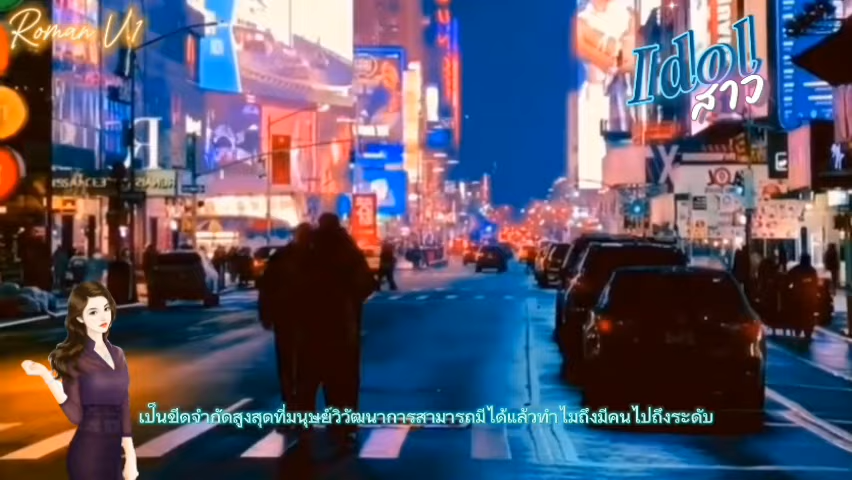 Roman U.1
Idol
สาว
เป็นขีดจำกัดสูงสุดที่มนุษย์วิวัฒนาการสามารถมีได้แล้วทำไมถึงมีคนไปถึงระดับ